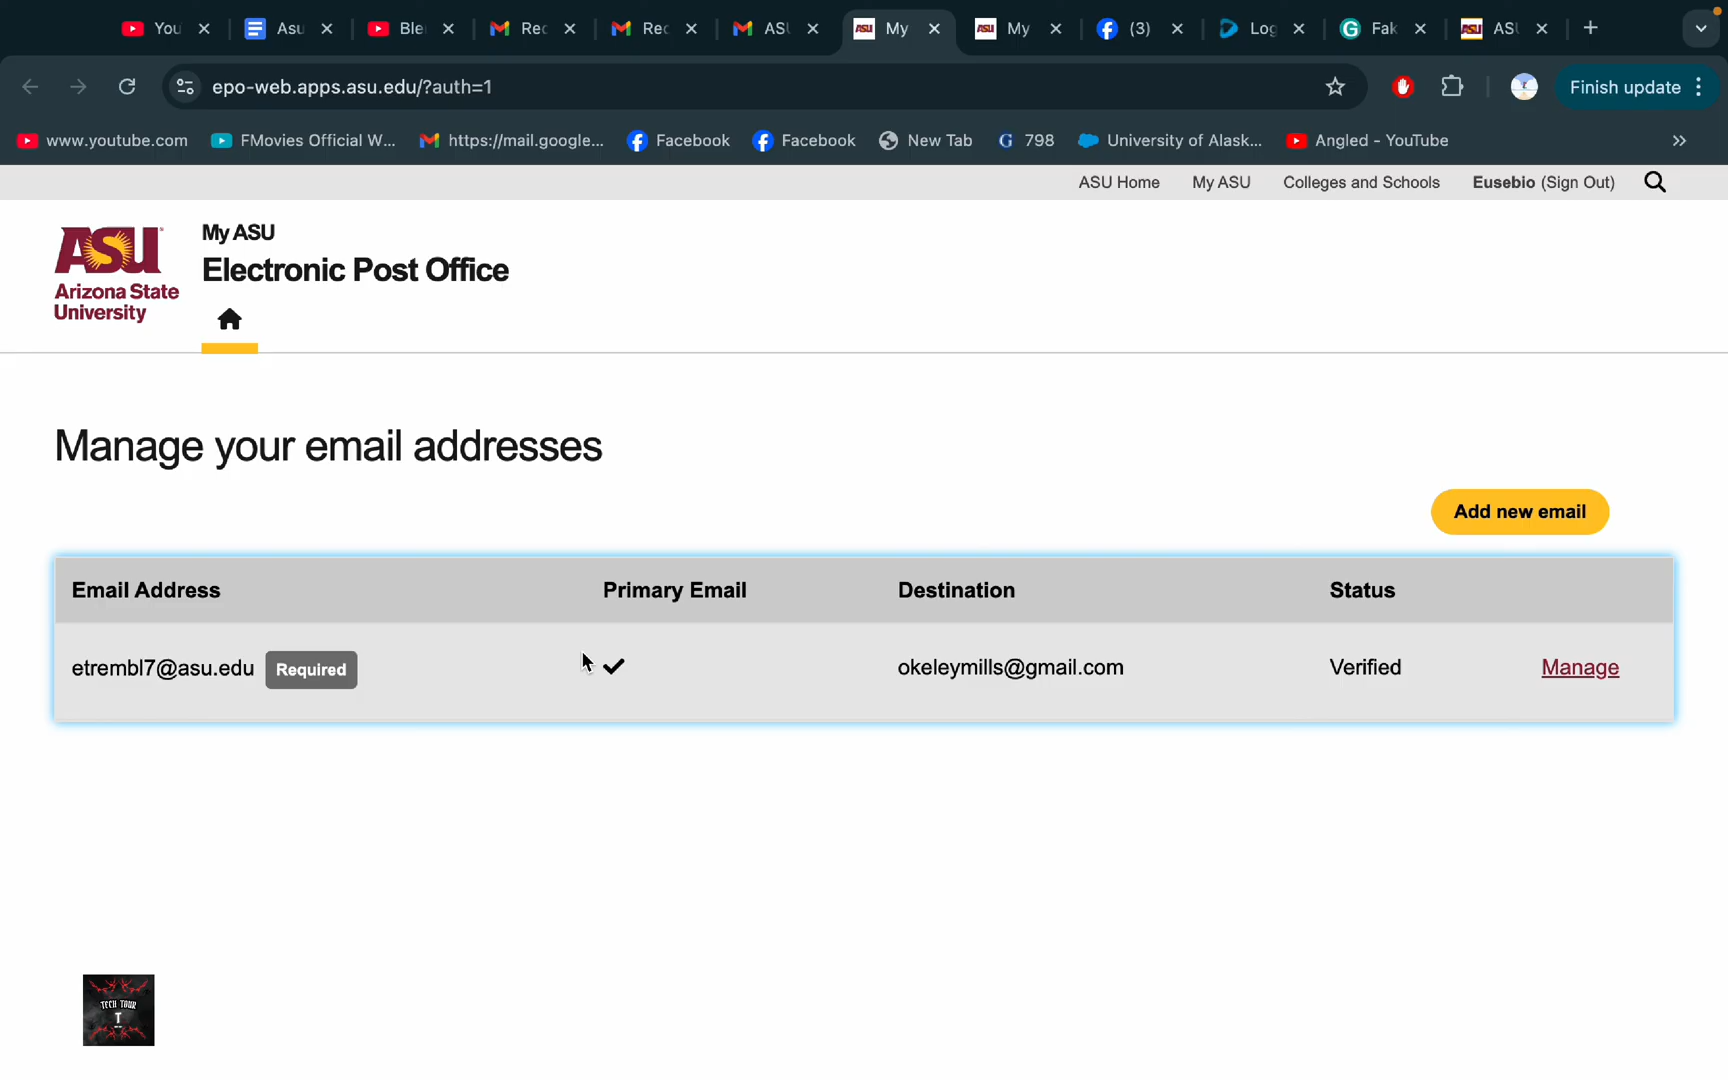 You
Asu
Ble
Rec
Rec
ASU
My
My
(3)
Log
Fak
ASU
epo-web.apps.asu.edu/?auth=1
Finish update
www.youtube.com
FMovies Official W...
https://mail.google...
Facebook
Facebook
New Tab
798
University of Alask...
Angled - YouTube
ASU Home
My ASU
Colleges and Schools
Eusebio (Sign Out)
ASU
Arizona State
University
My ASU
Electronic Post Office
Manage your email addresses
Add new email
Email Address Primary Email Destination Status
etrembl7@asu.edu Required okeleymills@gmail.com Verified Manage
TECH TOUR
T